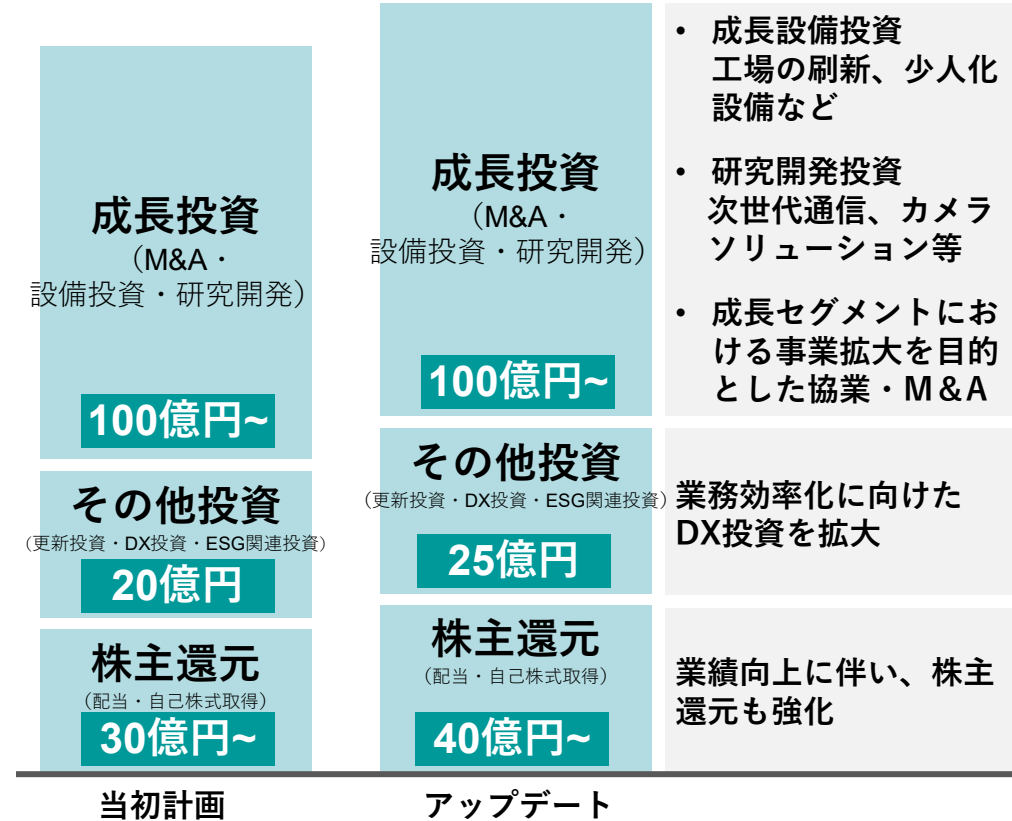 成長投資
（M&A・
設備投資・研究開発）
100億円~
その他投資
（更新投資・DX投資・ESG関連投資）
20億円
株主還元
（配当・自己株式取得）
30億円~
当初計画
成長投資
（M&A・
設備投資・研究開発）
100億円~
その他投資
（更新投資・DX投資・ESG関連投資）
25億円
株主還元
（配当・自己株式取得）
40億円~
アップデート
• 成長設備投資
工場の刷新、少人化
設備など
• 研究開発投資
次世代通信、カメラ
ソリューション等
• 成長セグメントにお
ける事業拡大を目的
とした協業・Ｍ＆Ａ
業務効率化に向けた
DX投資を拡大
業績向上に伴い、株主
還元も強化